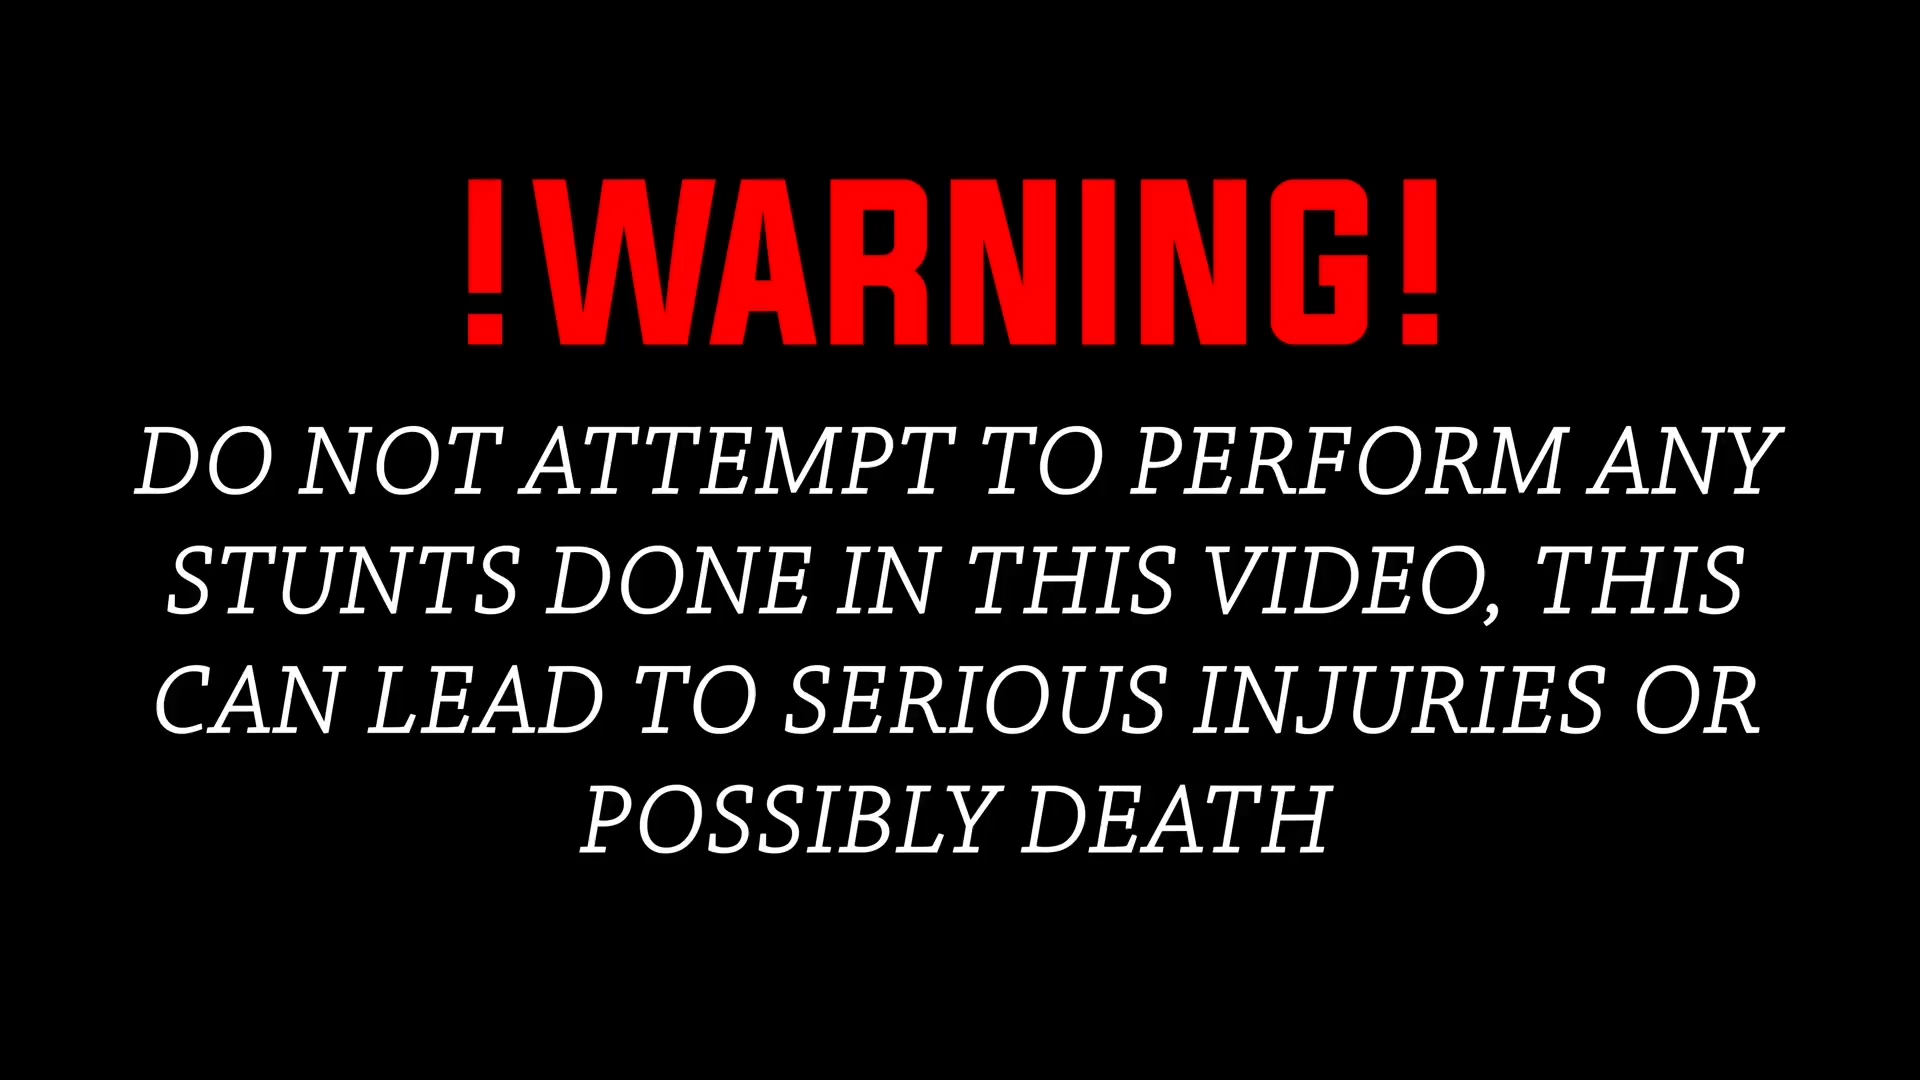 !WARNING!
DO NOT ATTEMPT TO PERFORM ANY
STUNTS DONE IN THIS VIDEO, THIS
CAN LEAD TO SERIOUS INJURIES OR
POSSIBLY DEATH